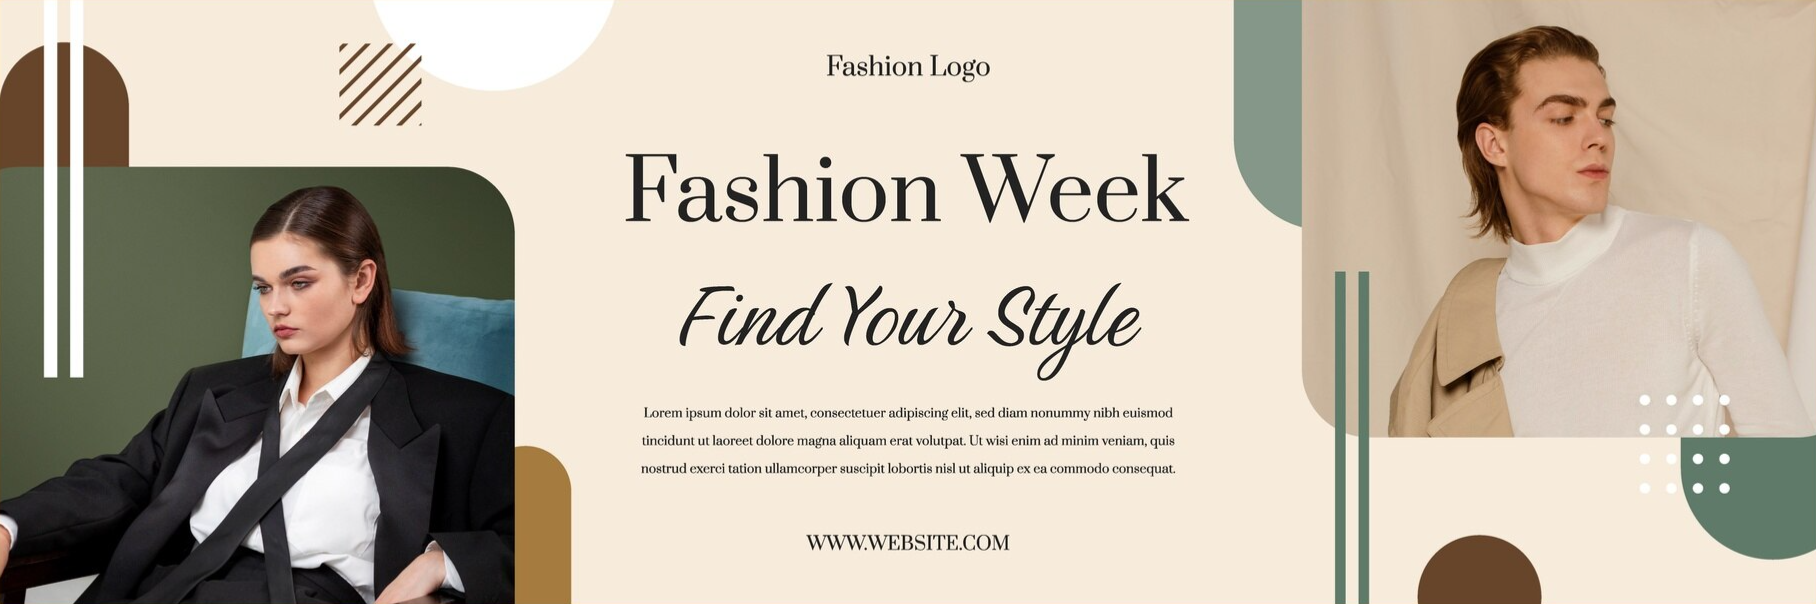 Fashion Logo
Fashion Week
Find Your Style
Lorem ipsum dolor sit amet, consectetuer adipiscing elit, sed diam nonummy nibh euismod
tincidunt ut laoreet dolore magna aliquam erat volutpat. Ut wisi enim ad minim veniam, quis
nostrud exerci tation ullamcorper suscipit lobortis nisl ut aliquip ex ea commodo consequat.
WWW.WEBSITE.COM